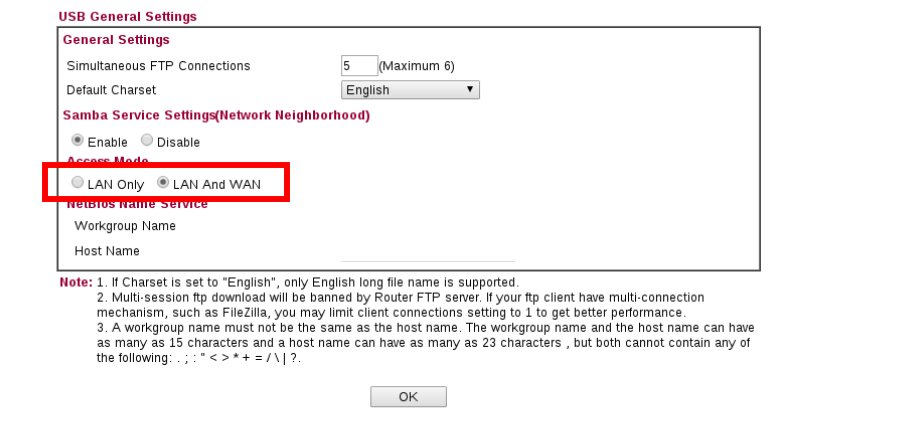 USB General Settings
General Settings
Simultaneous FTP Connections 5 (Maximum 6)
Default Charset English
Samba Service Settings(Network Neighborhood)
Enable Disable
Access Mode
LAN Only LAN And WAN
NetBios Name Service
Workgroup Name
Host Name
Note: 1. If Charset is set to "English", only English long file name is supported.
2. Multi-session ftp download will be banned by Router FTP server. If your ftp client have multi-connection
mechanism, such as FileZilla, you may limit client connections setting to 1 to get better performance.
3. A workgroup name must not be the same as the host name. The workgroup name and the host name can have
as many as 15 characters and a host name can have as many as 23 characters , but both cannot contain any of
the following: . ; : " < > * + = / \ | ?.
OK